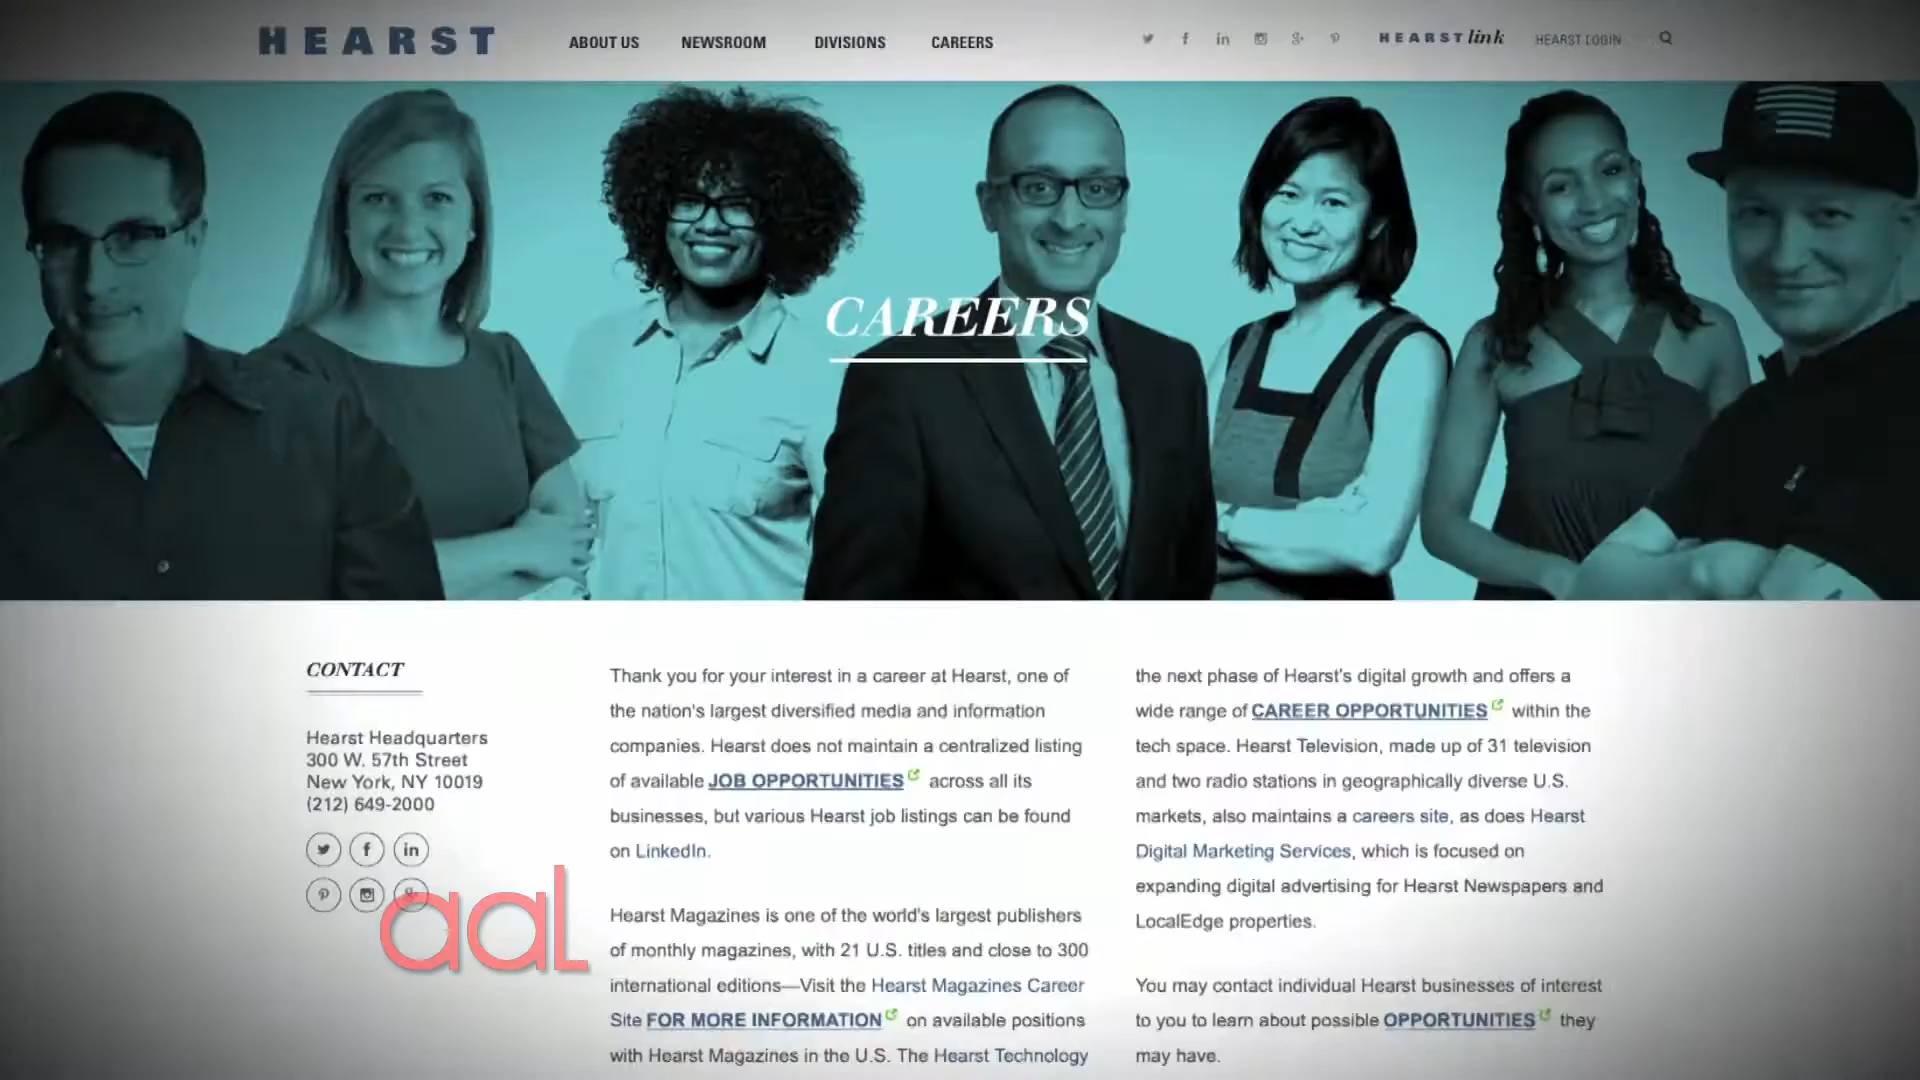 HEARST
ABOUT US
NEWSROOM
DIVISIONS
CAREERS
HEARST link
HEARST LOGIN
CAREERS
CONTACT
Hearst Headquarters
300 W. 57th Street
New York, NY 10019
(212) 649-2000
aaL
Thank you for your interest in a career at Hearst, one of
the nation's largest diversified media and information
companies. Hearst does not maintain a centralized listing
of available JOB OPPORTUNITIES across all its
businesses, but various Hearst job listings can be found
on LinkedIn.
Hearst Magazines is one of the world's largest publishers
of monthly magazines, with 21 U.S. titles and close to 300
international editions—Visit the Hearst Magazines Career
Site FOR MORE INFORMATION on available positions
with Hearst Magazines in the U.S. The Hearst Technology
the next phase of Hearst's digital growth and offers a
wide range of CAREER OPPORTUNITIES within the
tech space. Hearst Television, made up of 31 television
and two radio stations in geographically diverse U.S.
markets, also maintains a careers site, as does Hearst
Digital Marketing Services, which is focused on
expanding digital advertising for Hearst Newspapers and
LocalEdge properties.
You may contact individual Hearst businesses of interest
to you to learn about possible OPPORTUNITIES they
may have.